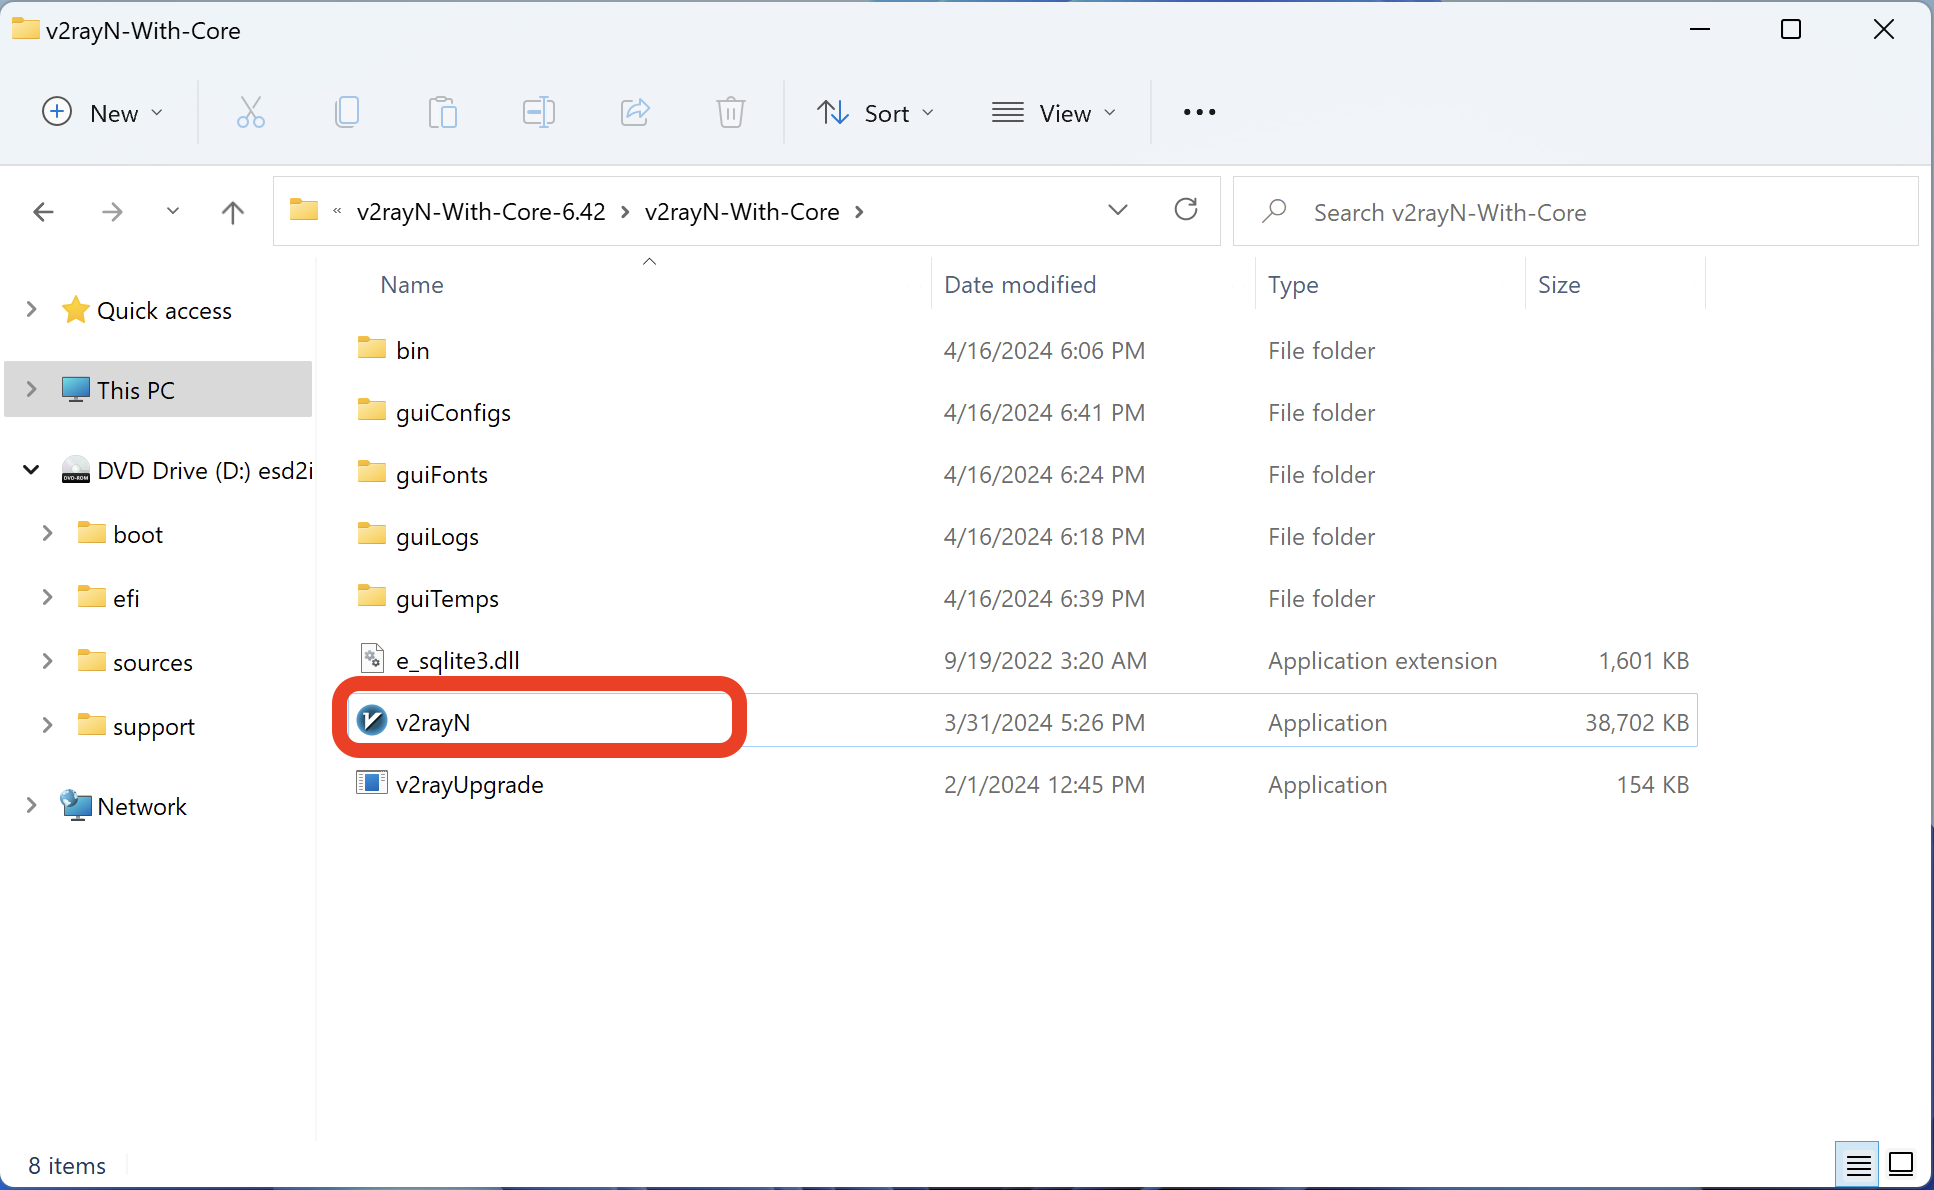 v2rayN-With-Core
New Sort View
« v2rayN-With-Core-6.42 › v2rayN-With-Core › Search v2rayN-With-Core
Name Date modified Type Size
Quick access
This PC
DVD Drive (D:) esd2i
boot
efi
sources
support
Network
bin 4/16/2024 6:06 PM File folder
guiConfigs 4/16/2024 6:41 PM File folder
guiFonts 4/16/2024 6:24 PM File folder
guiLogs 4/16/2024 6:18 PM File folder
guiTemps 4/16/2024 6:39 PM File folder
e_sqlite3.dll 9/19/2022 3:20 AM Application extension 1,601 KB
v2rayN 3/31/2024 5:26 PM Application 38,702 KB
v2rayUpgrade 2/1/2024 12:45 PM Application 154 KB
8 items